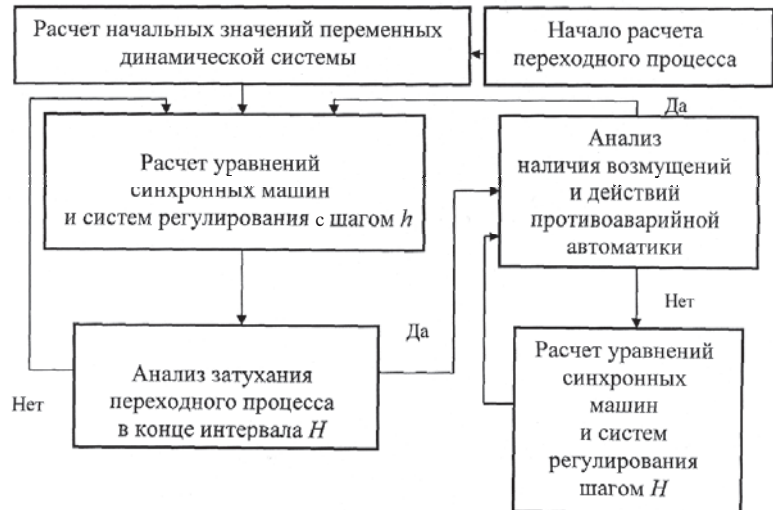 Расчет начальных значений переменных
динамической системы
Начало расчета
переходного процесса
Да
Расчет уравнений
синхронных машин
и систем регулирования с шагом h
Анализ
наличия возмущений
и действий
противоаварийной
автоматики
Да
Нет
Нет
Анализ затухания
переходного процесса
в конце интервала H
Расчет уравнений
синхронных
машин
и систем
регулирования
шагом H